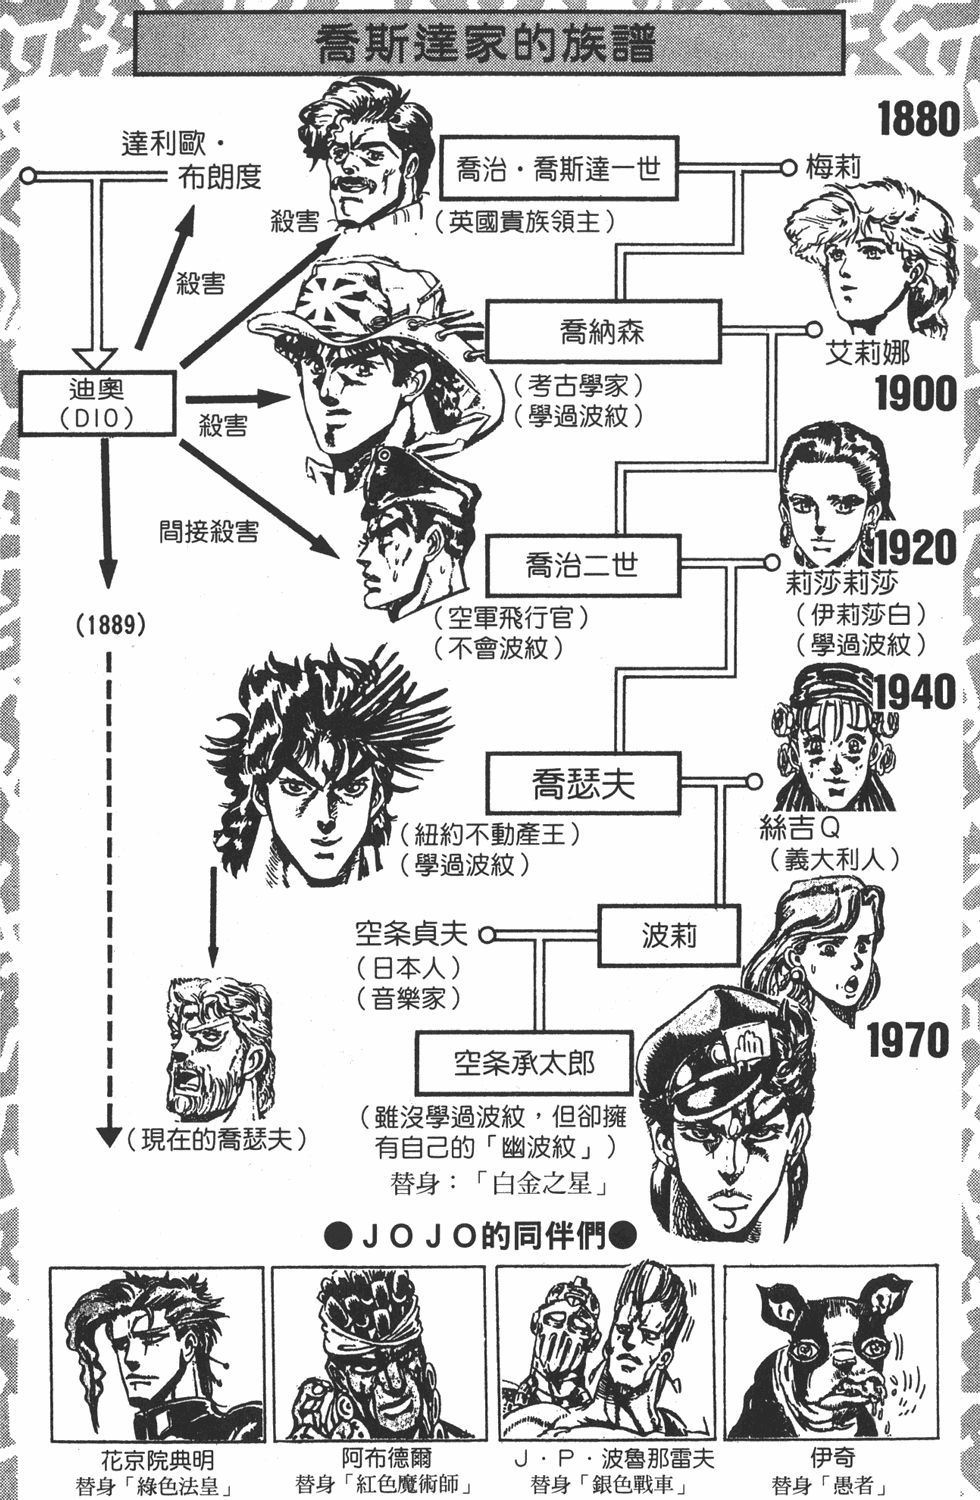 喬斯達家的族譜
1880
達利歐・
布朗度
喬治・喬斯達一世
梅莉
殺害
（英國貴族領主）
殺害
喬納森
艾莉娜
迪奧
（DIO）
殺害
（考古學家）
（學過波紋）
1900
間接殺害
喬治二世
1920
莉莎莉莎
（伊莉莎白）
（學過波紋）
（空軍飛行官）
（不會波紋）
（1889）
1940
喬瑟夫
（紐約不動產王）
（學過波紋）
絲吉Q
（義大利人）
空条貞夫
（日本人）
（音樂家）
波莉
1970
空条承太郎
（雖沒學過波紋，但卻擁
有自己的「幽波紋」）
替身：「白金之星」
（現在的喬瑟夫）
●JOJO的同伴們●
花京院典明
替身「綠色法皇」
阿布德爾
替身「紅色魔術師」
J・P・波魯那雷夫
替身「銀色戰車」
伊奇
替身「愚者」